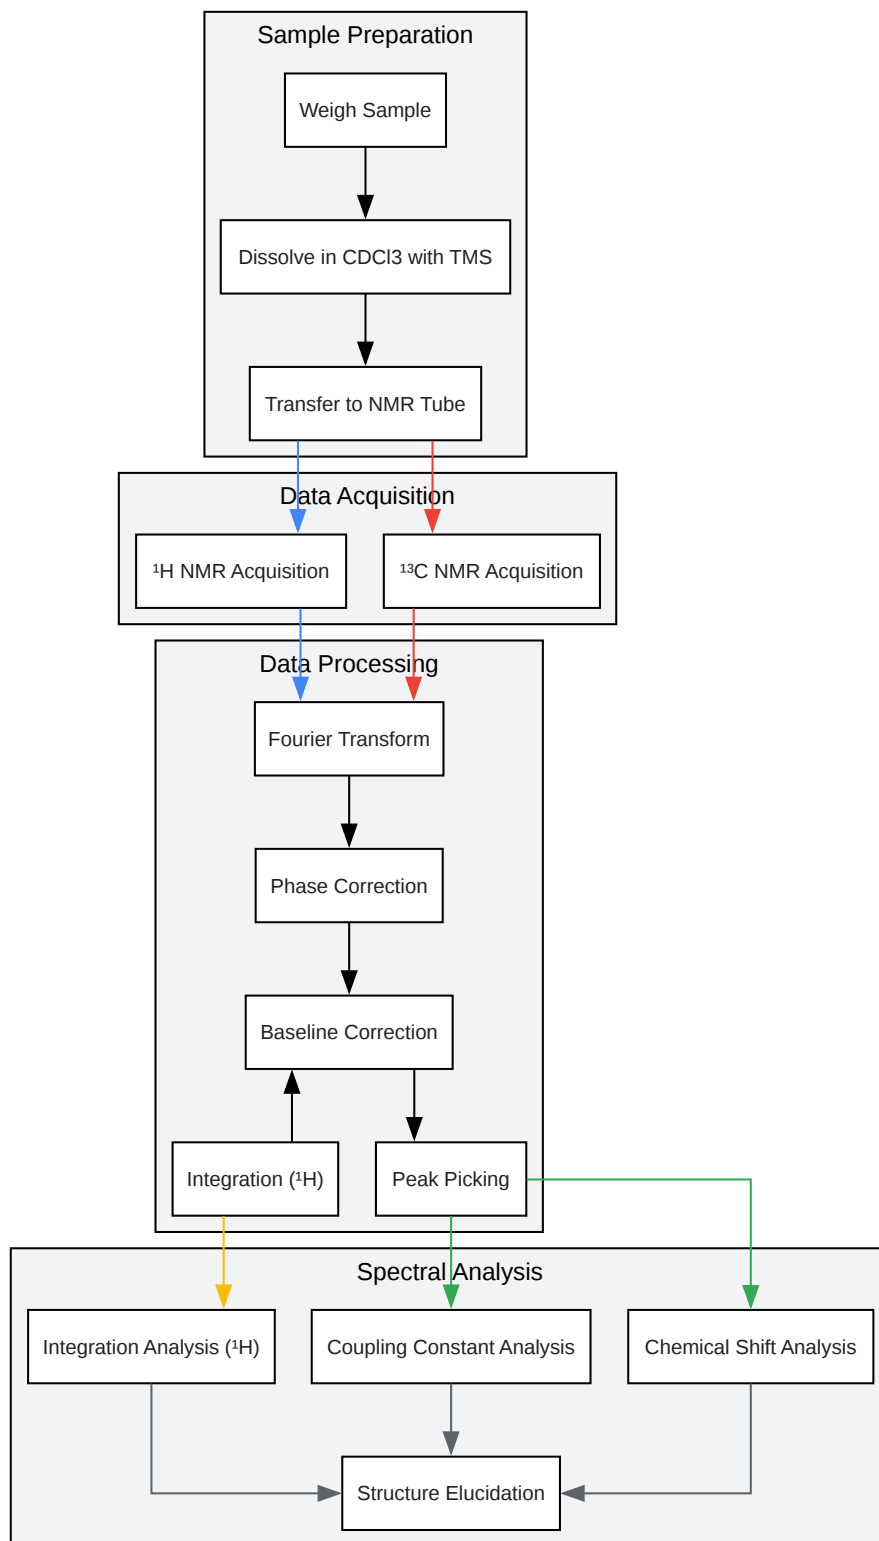 Sample Preparation
Weigh Sample
Dissolve in CDCl3 with TMS
Transfer to NMR Tube
Data Acquisition
¹H NMR Acquisition
¹³C NMR Acquisition
Data Processing
Fourier Transform
Phase Correction
Baseline Correction
Integration (¹H)
Peak Picking
Spectral Analysis
Integration Analysis (¹H)
Coupling Constant Analysis
Chemical Shift Analysis
Structure Elucidation